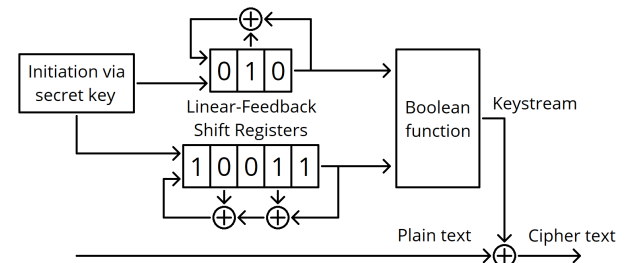 Initiation via
secret key
0 1 0
Linear-Feedback
Shift Registers
1 0 0 1 1
Boolean
function
Keystream
Plain text
Cipher text